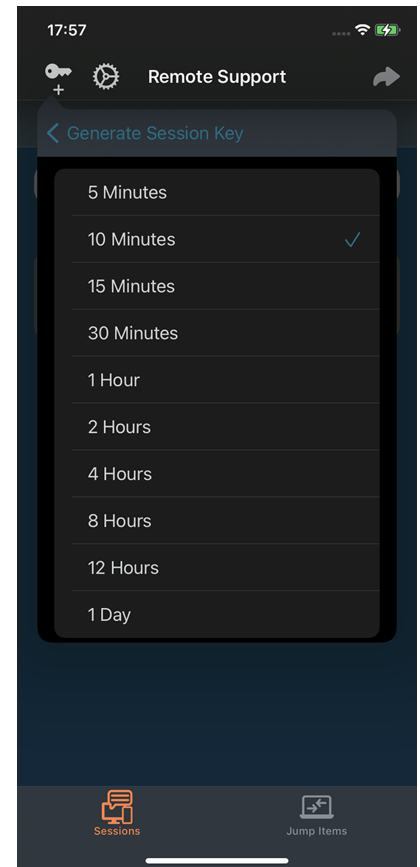 17:57
Remote Support
Generate Session Key
5 Minutes
10 Minutes
15 Minutes
30 Minutes
1 Hour
2 Hours
4 Hours
8 Hours
12 Hours
1 Day
Sessions
Jump Items